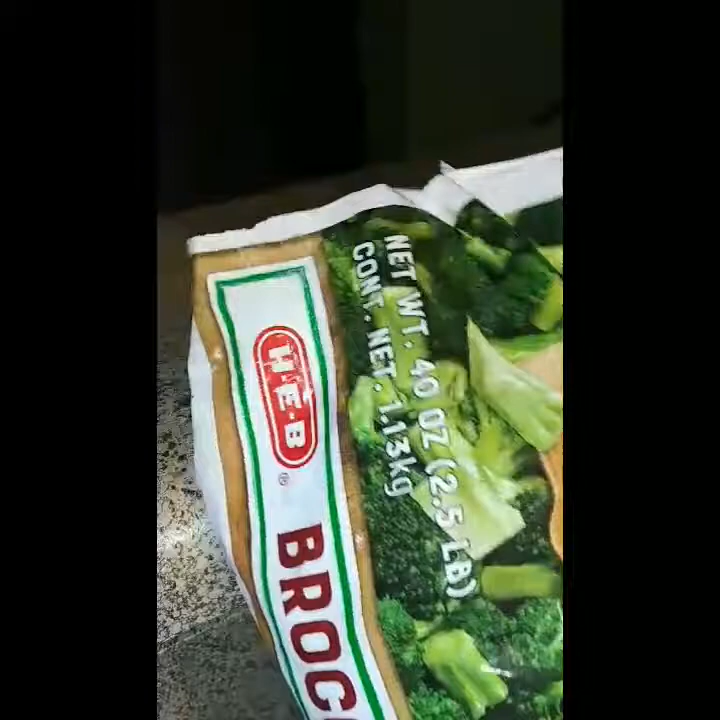 H-E-B
®
BROC
NET WT. 40 OZ (2.5 LB)
CONT. NET. 1.13kg